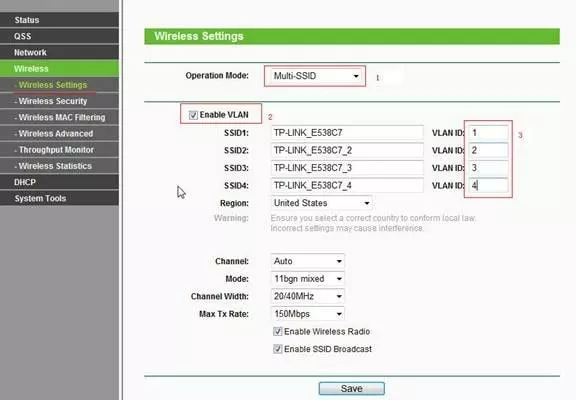 Status
QSS
Network
Wireless
- Wireless Settings
- Wireless Security
- Wireless MAC Filtering
- Wireless Advanced
- Throughput Monitor
- Wireless Statistics
DHCP
System Tools
Wireless Settings
Operation Mode: Multi-SSID 1
Enable VLAN 2
SSID1: TP-LINK_E538C7 VLAN ID: 1 3
SSID2: TP-LINK_E538C7_2 VLAN ID: 2
SSID3: TP-LINK_E538C7_3 VLAN ID: 3
SSID4: TP-LINK_E538C7_4 VLAN ID: 4
Region: United States
Warning: Ensure you select a correct country to conform local law.
Incorrect settings may cause interference.
Channel: Auto
Mode: 11bgn mixed
Channel Width: 20/40MHz
Max Tx Rate: 150Mbps
Enable Wireless Radio
Enable SSID Broadcast
Save